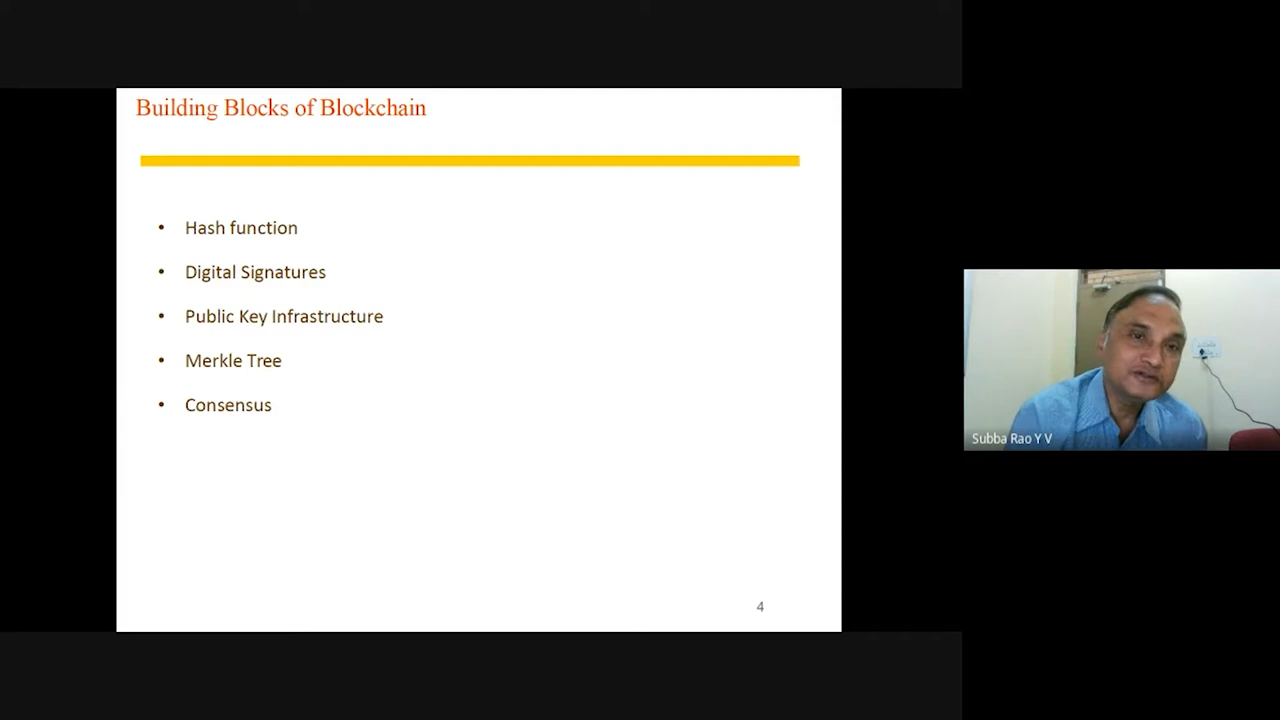 Building Blocks of Blockchain
• Hash function
• Digital Signatures
• Public Key Infrastructure
• Merkle Tree
• Consensus
4
Subba Rao Y V